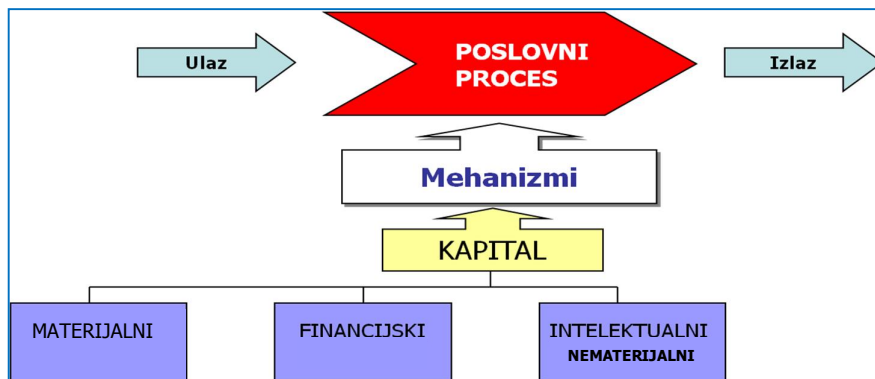 Ulaz
POSLOVNI
PROCES
Izlaz
Mehanizmi
KAPITAL
MATERIJALNI
FINANCIJSKI
INTELEKTUALNI
NEMATERIJALNI